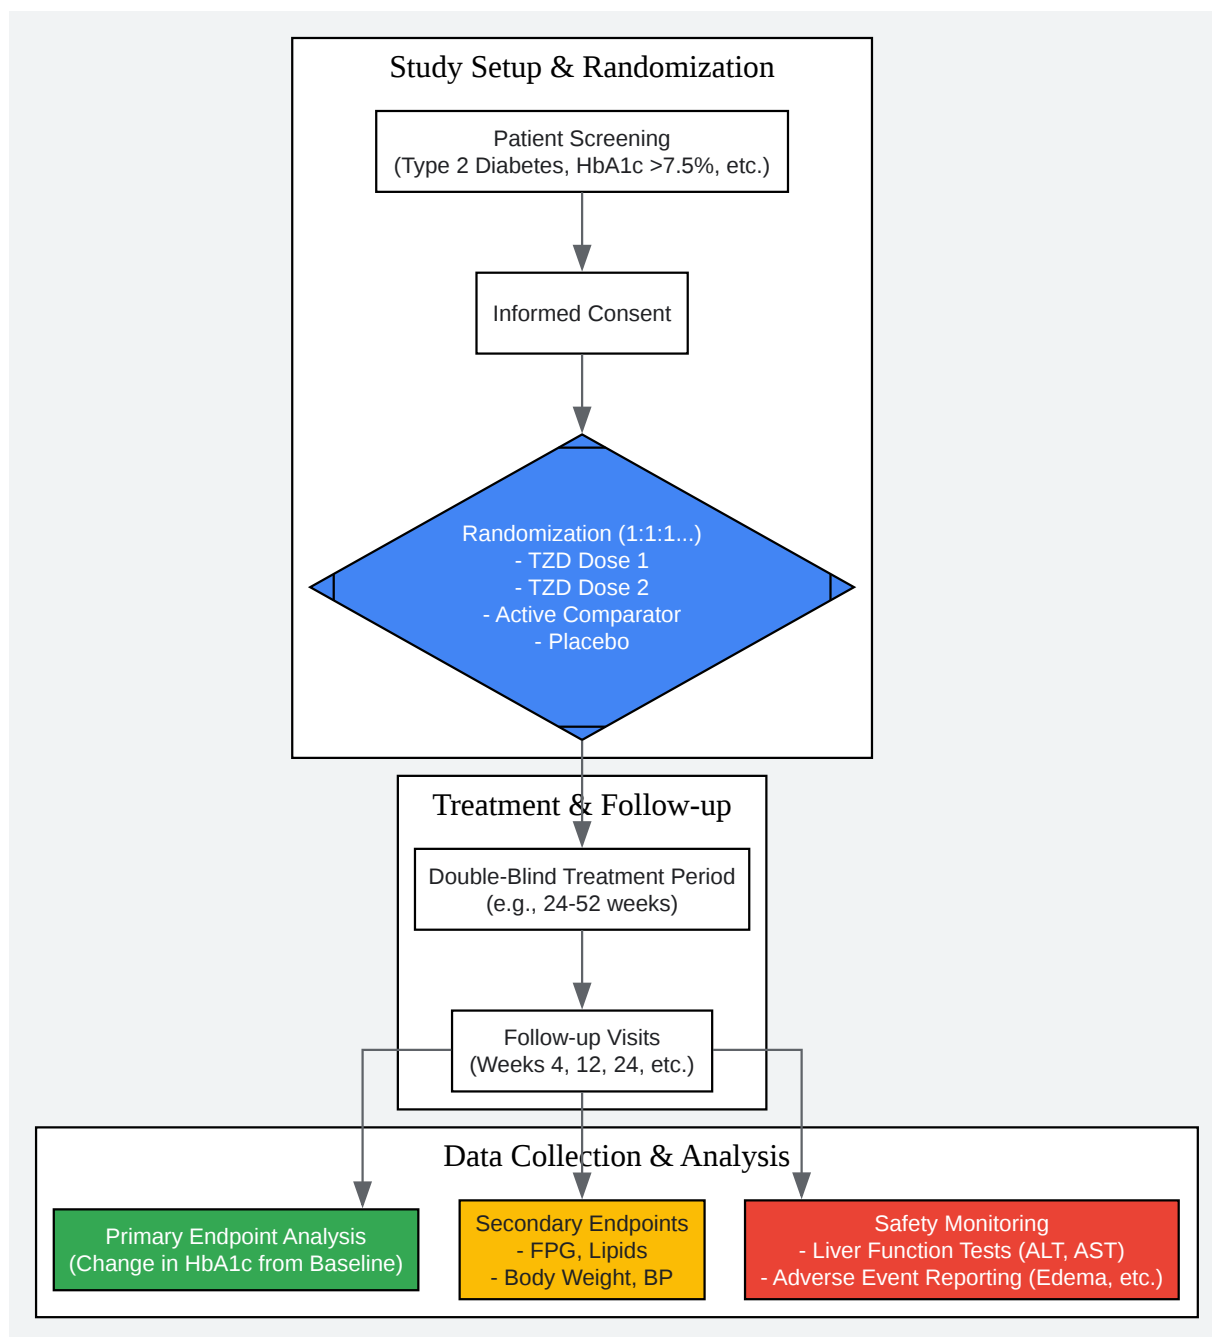 Study Setup & Randomization
Patient Screening
(Type 2 Diabetes, HbA1c >7.5%, etc.)
Informed Consent
Randomization (1:1:1...)
- TZD Dose 1
- TZD Dose 2
- Active Comparator
- Placebo
Treatment & Follow-up
Double-Blind Treatment Period
(e.g., 24-52 weeks)
Follow-up Visits
(Weeks 4, 12, 24, etc.)
Data Collection & Analysis
Primary Endpoint Analysis
(Change in HbA1c from Baseline)
Secondary Endpoints
- FPG, Lipids
- Body Weight, BP
Safety Monitoring
- Liver Function Tests (ALT, AST)
- Adverse Event Reporting (Edema, etc.)